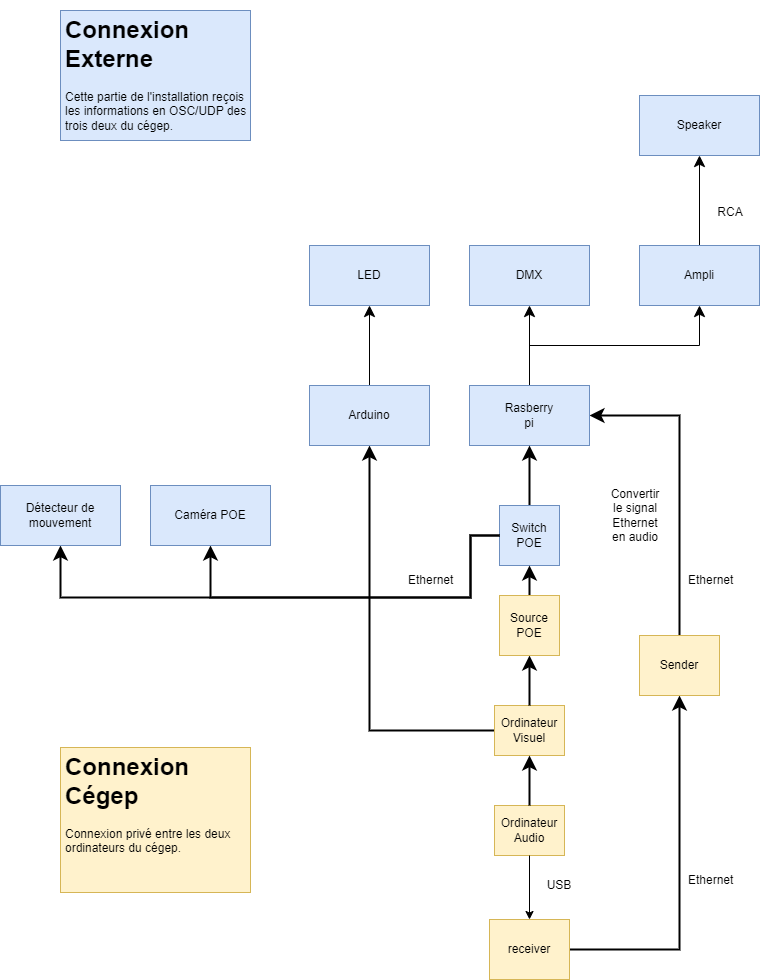 Connexion
Externe
Cette partie de l'installation reçois
les informations en OSC/UDP des
trois deux du cégep.
Speaker
RCA
LED
DMX
Ampli
Arduino
Rasberry
pi
Détecteur de
mouvement
Caméra POE
Switch
POE
Convertir
le signal
Ethernet
en audio
Ethernet
Ethernet
Source
POE
Sender
Ordinateur
Visuel
Connexion
Cégep
Connexion privé entre les deux
ordinateurs du cégep.
Ordinateur
Audio
USB
Ethernet
receiver